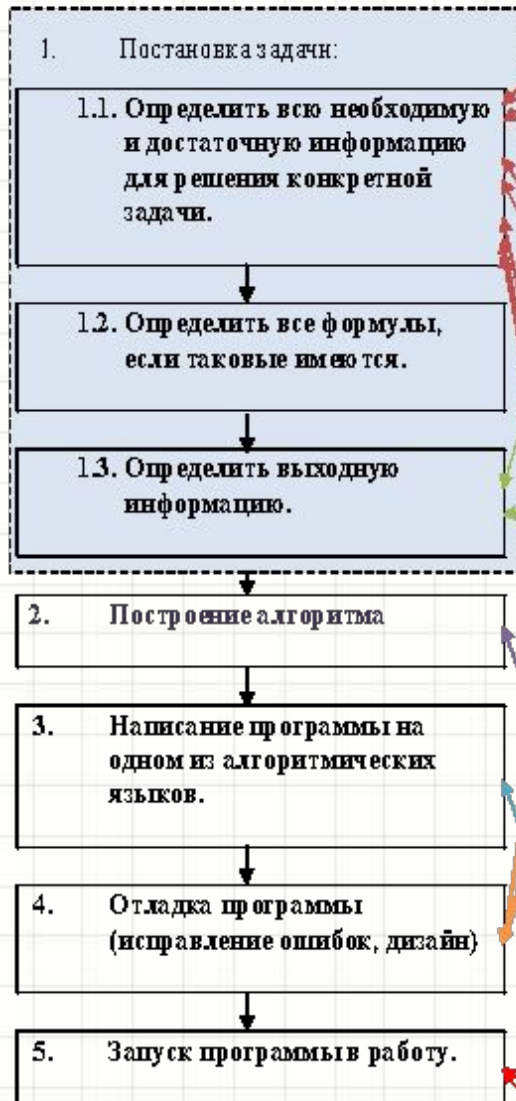 1. Постановка задачи:
1.1. Определить всю необходимую
и достаточную информацию
для решения конкретной
задачи.
1.2. Определить все формулы,
если таковые имеются.
1.3. Определить выходную
информацию.
2. Построение алгоритма
3. Написание программы на
одном из алгоритмических
языков.
4. Отладка программы
(исправление ошибок, дизайн)
5. Запуск программы в работу.